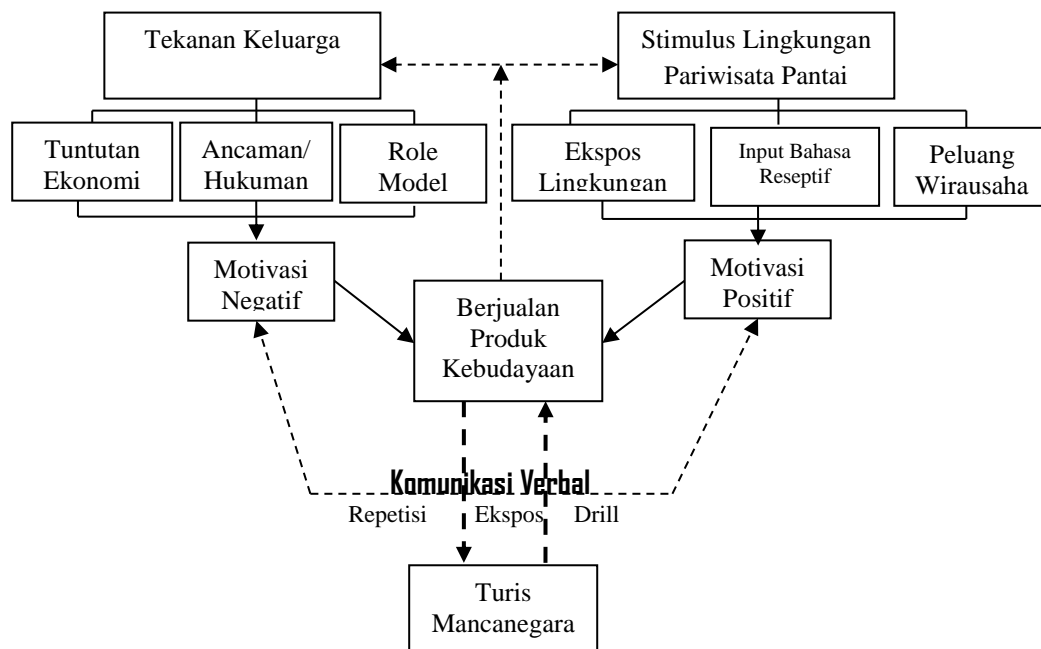 Tekanan Keluarga
Stimulus Lingkungan
Pariwisata Pantai
Tuntutan
Ekonomi
Ancaman/
Hukuman
Role
Model
Ekspos
Lingkungan
Input Bahasa
Reseptif
Peluang
Wirausaha
Motivasi
Negatif
Berjualan
Produk
Kebudayaan
Motivasi
Positif
Komunikasi Verbal
Repetisi Ekspos Drill
Turis
Mancanegara